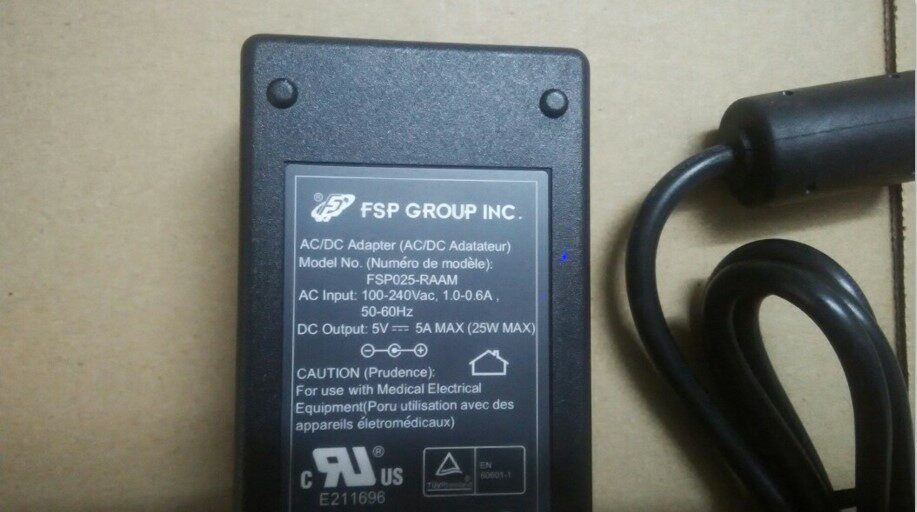 FSP GROUP INC.
AC/DC Adapter (AC/DC Adatateur)
Model No. (Numéro de modèle):
FSP025-RAAM
AC Input: 100-240Vac, 1.0-0.6A ,
50-60Hz
DC Output: 5V 5A MAX (25W MAX)
CAUTION (Prudence):
For use with Medical Electrical
Equipment(Poru utilisation avec des
appareils életromédicaux)
C RU ® US
E211696
EN
60601-1